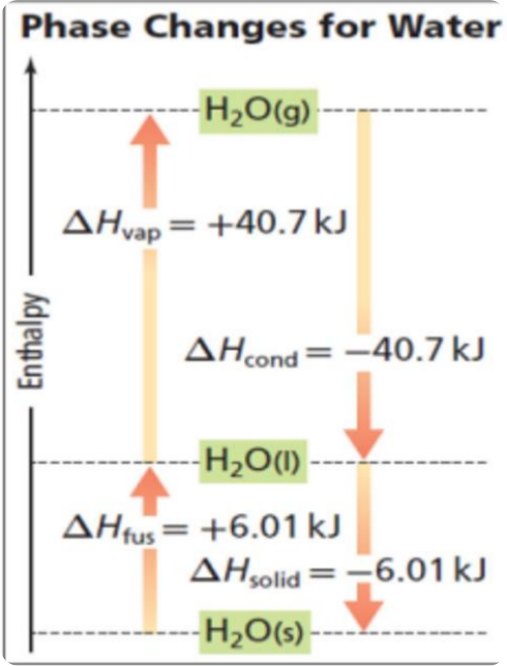 Phase Changes for Water
H₂O(g)
ΔHvap = +40.7 kJ
Enthalpy
ΔHcond = −40.7 kJ
H₂O(l)
ΔHfus = +6.01 kJ
ΔHsolid = −6.01 kJ
H₂O(s)